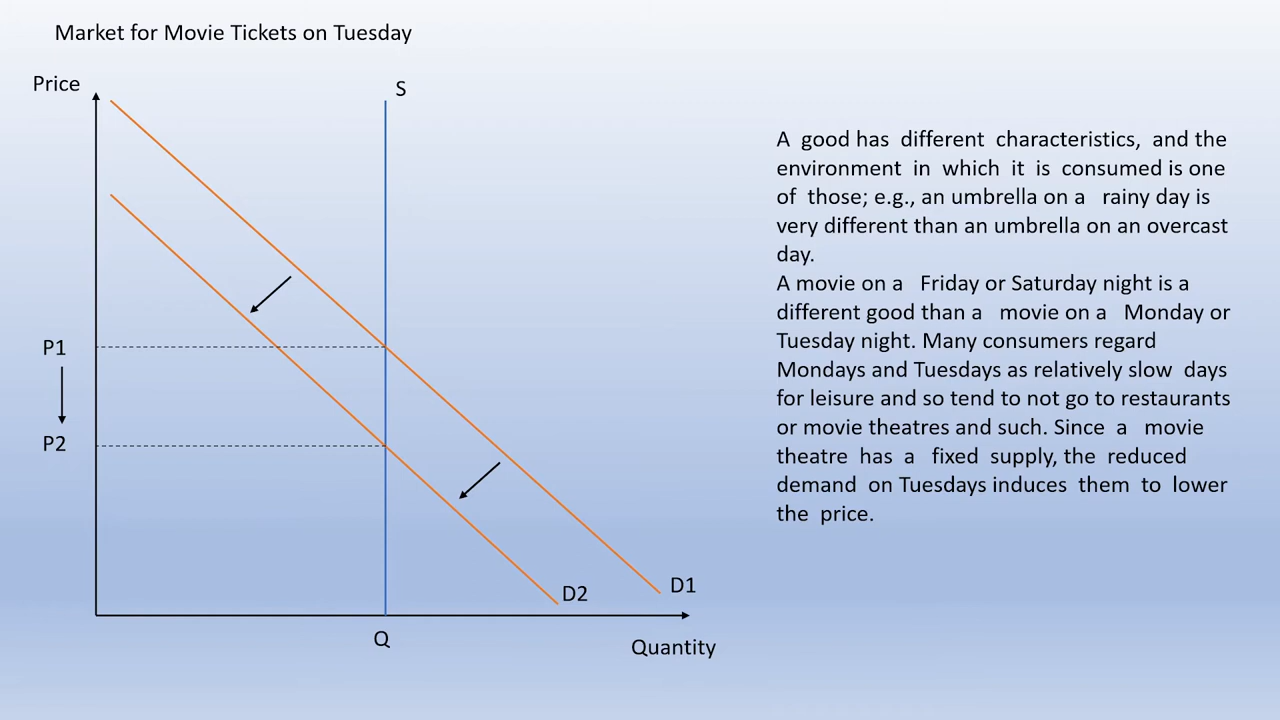 Market for Movie Tickets on Tuesday
Price
S
P1
P2
D2
D1
Q
Quantity
A good has different characteristics, and the
environment in which it is consumed is one
of those; e.g., an umbrella on a rainy day is
very different than an umbrella on an overcast
day.
A movie on a Friday or Saturday night is a
different good than a movie on a Monday or
Tuesday night. Many consumers regard
Mondays and Tuesdays as relatively slow days
for leisure and so tend to not go to restaurants
or movie theatres and such. Since a movie
theatre has a fixed supply, the reduced
demand on Tuesdays induces them to lower
the price.